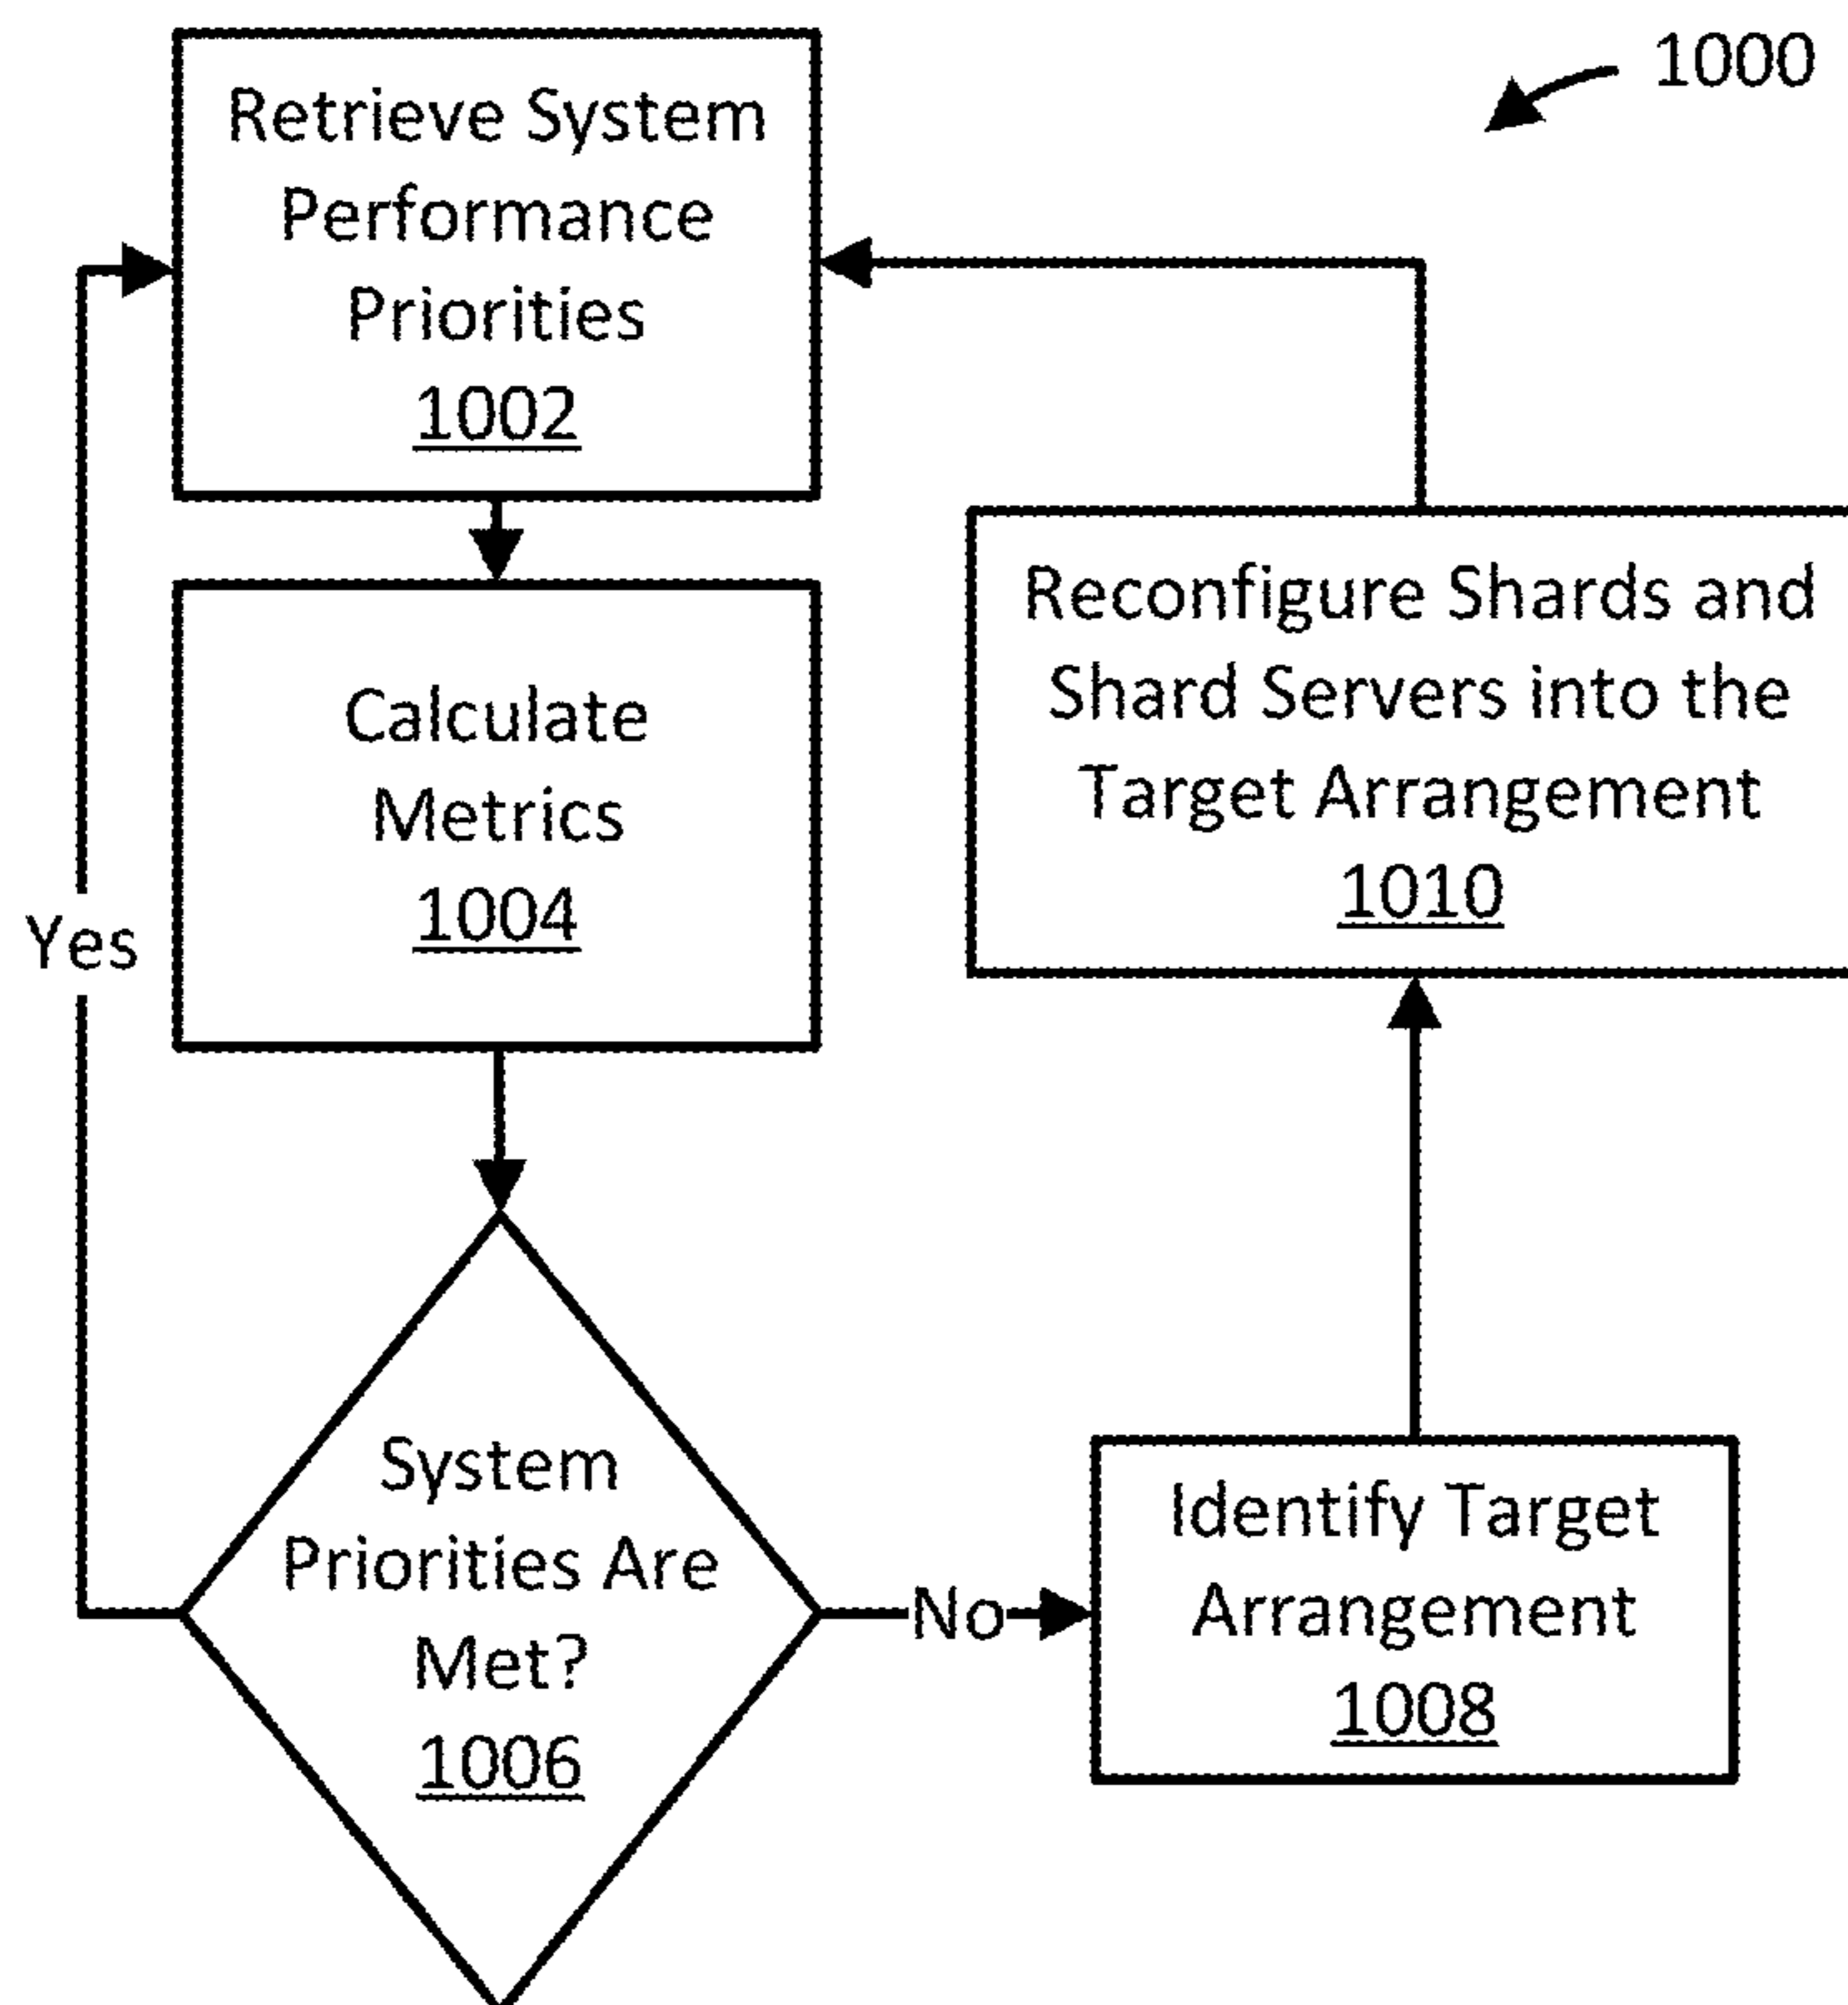 1000
Retrieve System
Performance
Priorities
1002
Calculate
Metrics
1004
Yes
System
Priorities Are
Met?
1006
No
Identify Target
Arrangement
1008
Reconfigure Shards and
Shard Servers into the
Target Arrangement
1010